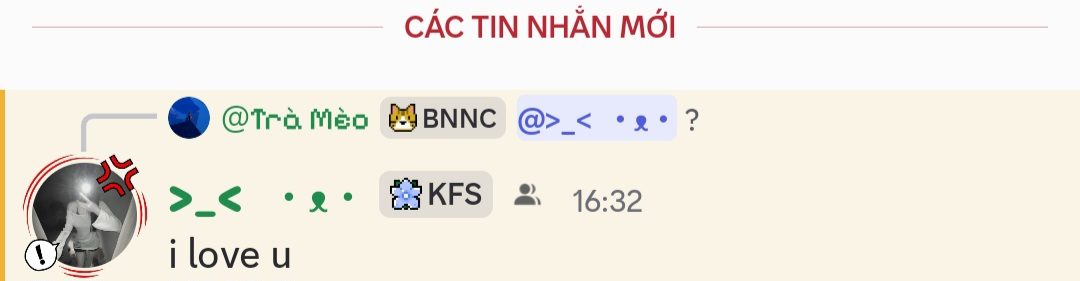 CÁC TIN NHẮN MỚI
@Trà Mèo BNNC @>_< •ᴥ• ?
>_< •ᴥ• KFS 16:32
i love u